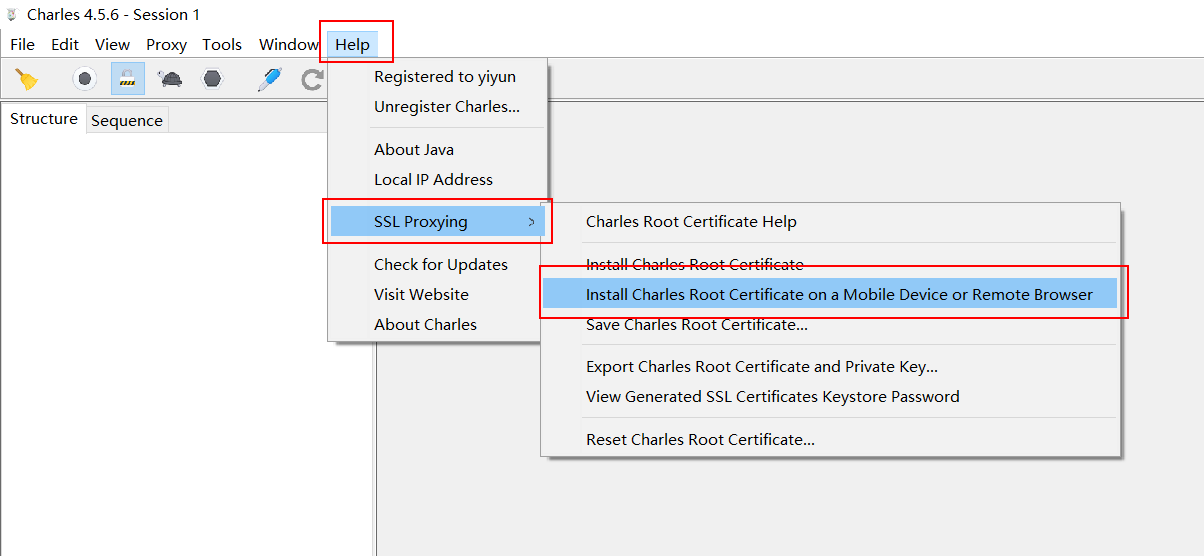 Charles 4.5.6 - Session 1
File Edit View Proxy Tools Window Help
Structure Sequence
Registered to yiyun
Unregister Charles...
About Java
Local IP Address
SSL Proxying >
Check for Updates
Visit Website
About Charles
Charles Root Certificate Help
Install Charles Root Certificate
Install Charles Root Certificate on a Mobile Device or Remote Browser
Save Charles Root Certificate...
Export Charles Root Certificate and Private Key...
View Generated SSL Certificates Keystore Password
Reset Charles Root Certificate...